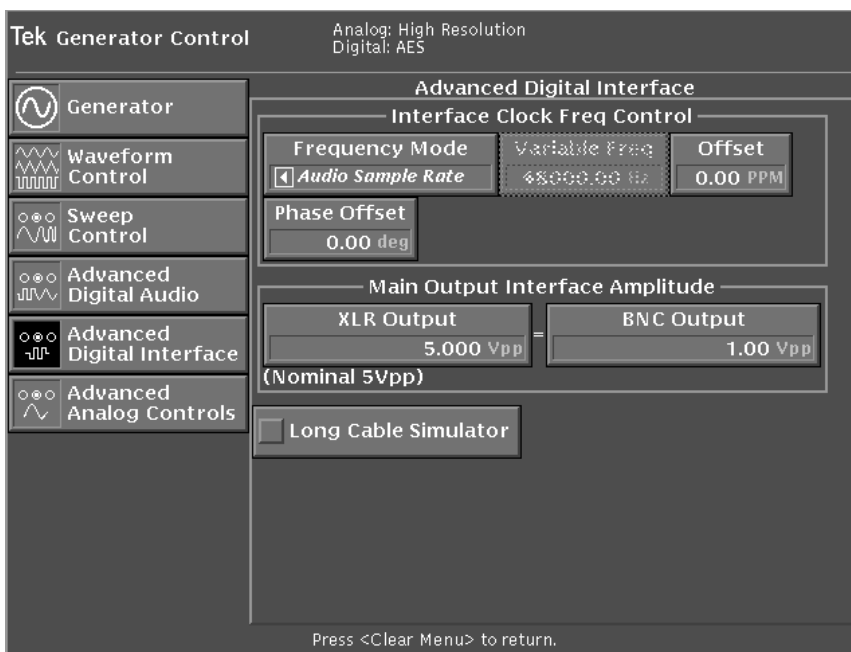 Tek Generator Control
Analog: High Resolution
Digital: AES
Generator
Waveform
Control
Sweep
Control
Advanced
Digital Audio
Advanced
Digital Interface
Advanced
Analog Controls
Advanced Digital Interface
Interface Clock Freq Control
Frequency Mode
Audio Sample Rate
Variable Freq
48000.00 Hz
Offset
0.00 PPM
Phase Offset
0.00 deg
Main Output Interface Amplitude
XLR Output
5.000 Vpp
=
BNC Output
1.00 Vpp
(Nominal 5Vpp)
Long Cable Simulator
Press <Clear Menu> to return.